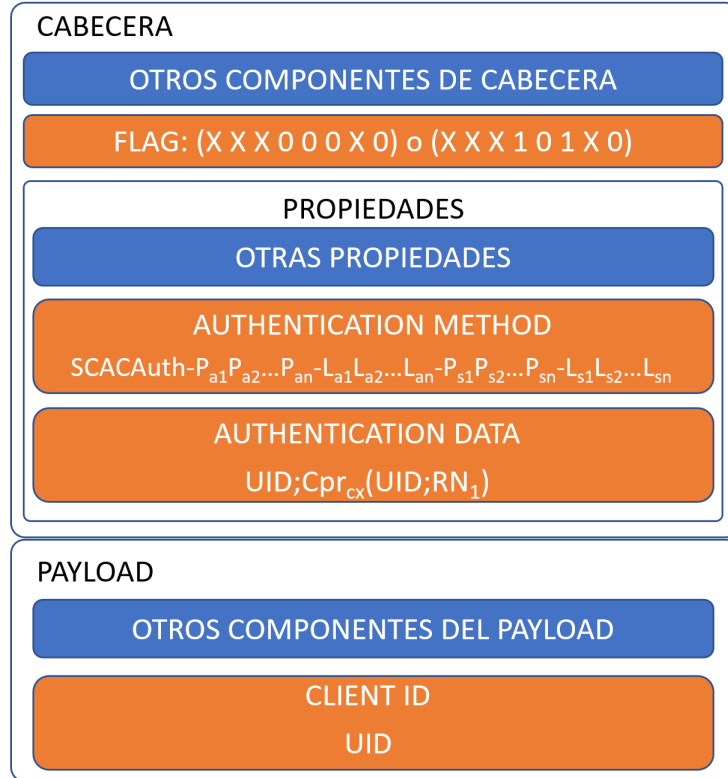 CABECERA
OTROS COMPONENTES DE CABECERA
FLAG: (X X X 0 0 0 X 0) o (X X X 1 0 1 X 0)
PROPIEDADES
OTRAS PROPIEDADES
AUTHENTICATION METHOD
SCACAuth-Pa1Pa2...Pan-La1La2...Lan-Ps1Ps2...Psn-Ls1Ls2...Lsn
AUTHENTICATION DATA
UID;Cprcx(UID;RN1)
PAYLOAD
OTROS COMPONENTES DEL PAYLOAD
CLIENT ID
UID